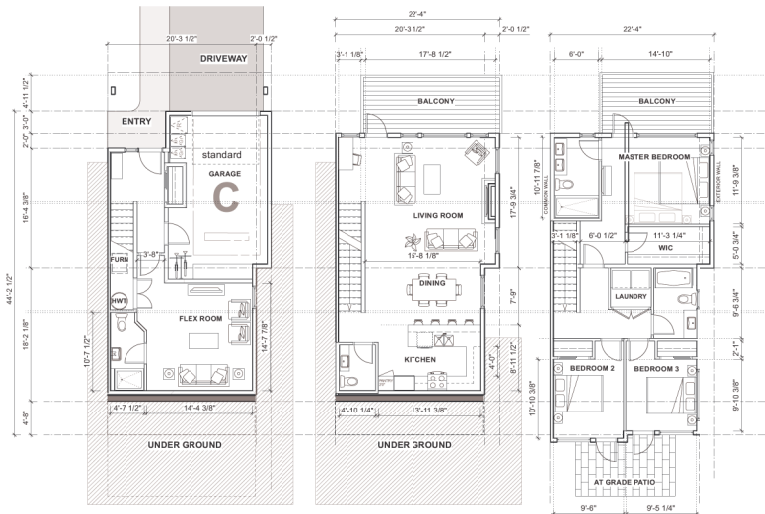 22'-4"
20'-3 1/2"
2'-0 1/2"
DRIVEWAY
4'-11 1/2"
3'-0"
2'-0"
16'-4 3/8"
18'-2 1/8"
44'-2 1/2"
4'-8"
ENTRY
standard
GARAGE
C
3'-8"
FURN
HWT
FLEX ROOM
10'-7 1/2"
14'-7 7/8"
4'-7 1/2"
14'-4 3/8"
UNDER GROUND
20'-3 1/2"
2'-0 1/2"
3'-1 1/8"
17'-8 1/2"
BALCONY
LIVING ROOM
17'-9 3/4"
DINING
7'-9"
KITCHEN
4'-0"
8'-11 1/2"
4'-10 1/4"
UNDER GROUND
22'-4"
6'-0"
14'-10"
BALCONY
MASTER BEDROOM
COMMON WALL
EXTERIOR WALL
10'-11 7/8"
11'-9 3/8"
3'-1 1/8"
6'-0 1/2"
11'-3 1/4"
WIC
5'-0 3/4"
LAUNDRY
9'-6 3/4"
2'-1"
BEDROOM 2
BEDROOM 3
10'-10 3/8"
9'-10 3/8"
AT GRADE PATIO
9'-6"
9'-5 1/4"